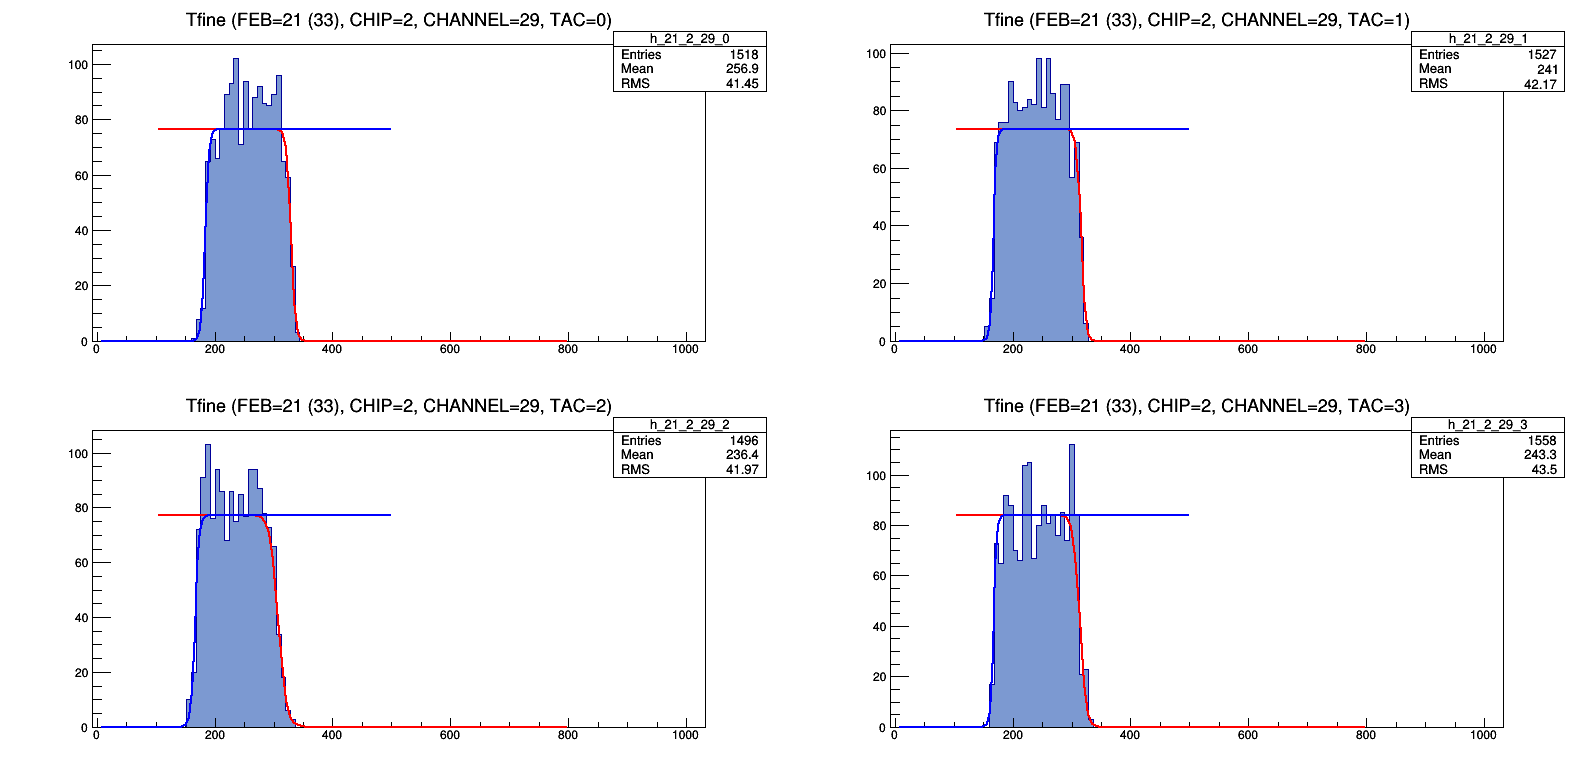 Tfine (FEB=21 (33), CHIP=2, CHANNEL=29, TAC=0)
h_21_2_29_0
Entries 1518
Mean 256.9
RMS 41.45
100
80
60
40
20
0
0 200 400 600 800 1000
Tfine (FEB=21 (33), CHIP=2, CHANNEL=29, TAC=1)
h_21_2_29_1
Entries 1527
Mean 241
RMS 42.17
100
80
60
40
20
0
0 200 400 600 800 1000
Tfine (FEB=21 (33), CHIP=2, CHANNEL=29, TAC=2)
h_21_2_29_2
Entries 1496
Mean 236.4
RMS 41.97
100
80
60
40
20
0
0 200 400 600 800 1000
Tfine (FEB=21 (33), CHIP=2, CHANNEL=29, TAC=3)
h_21_2_29_3
Entries 1558
Mean 243.3
RMS 43.5
100
80
60
40
20
0
0 200 400 600 800 1000